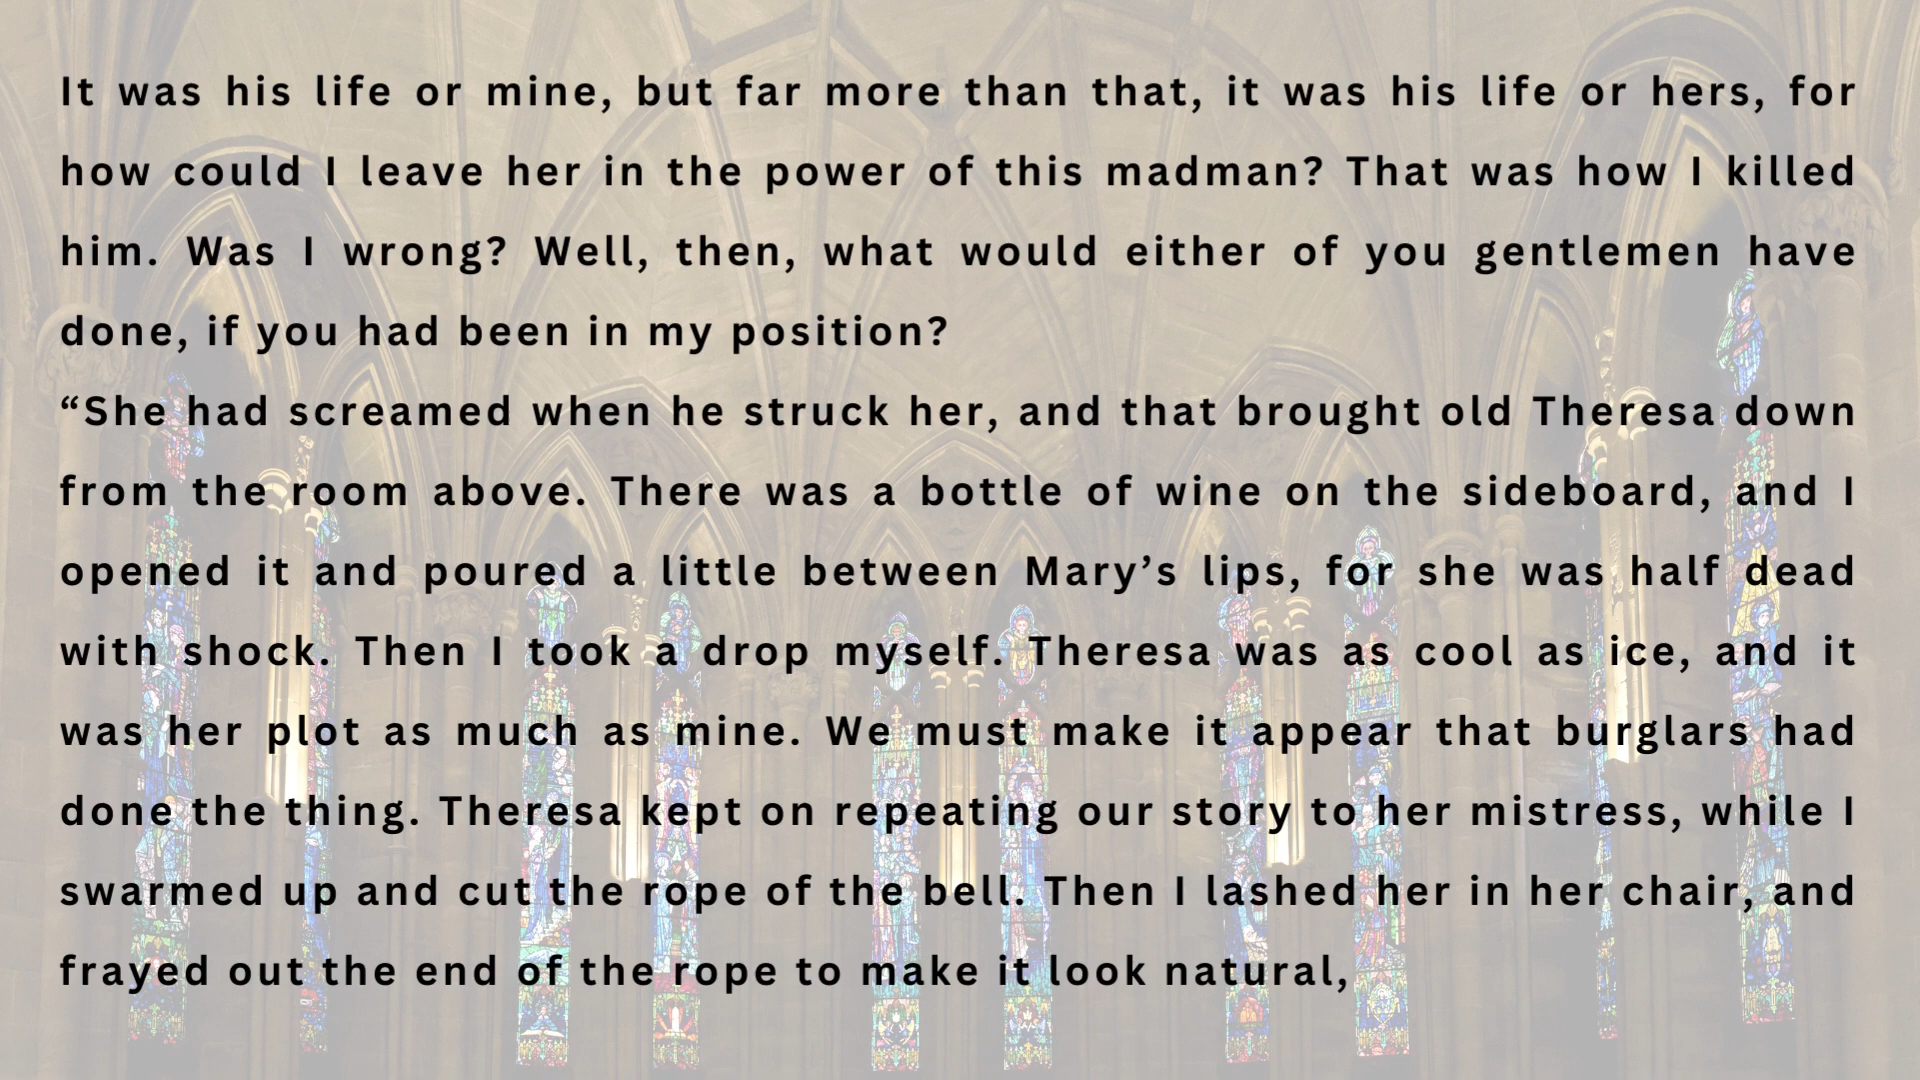 It was his life or mine, but far more than that, it was his life or hers, for
how could I leave her in the power of this madman? That was how I killed
him. Was I wrong? Well, then, what would either of you gentlemen have
done, if you had been in my position?
“She had screamed when he struck her, and that brought old Theresa down
from the room above. There was a bottle of wine on the sideboard, and I
opened it and poured a little between Mary’s lips, for she was half dead
with shock. Then I took a drop myself. Theresa was as cool as ice, and it
was her plot as much as mine. We must make it appear that burglars had
done the thing. Theresa kept on repeating our story to her mistress, while I
swarmed up and cut the rope of the bell. Then I lashed her in her chair, and
frayed out the end of the rope to make it look natural,